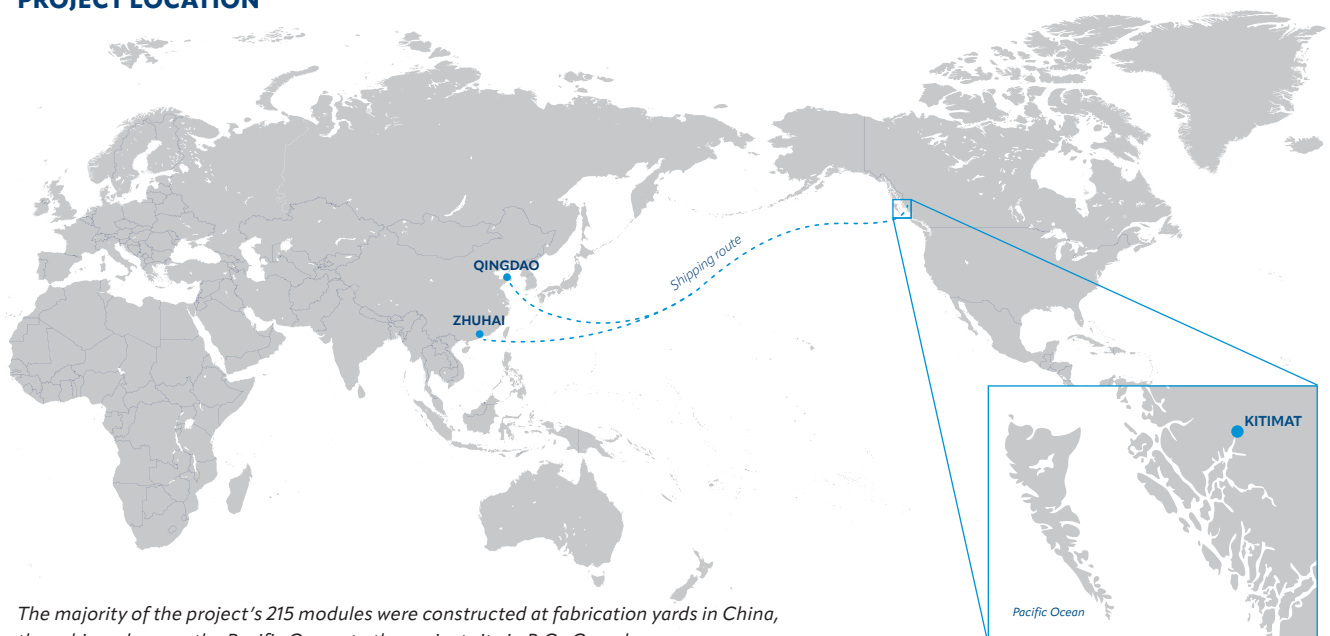 PROJECT LOCATION
QINGDAO
ZHUHAI
Shipping route
KITIMAT
Pacific Ocean
The majority of the project's 215 modules were constructed at fabrication yards in China,